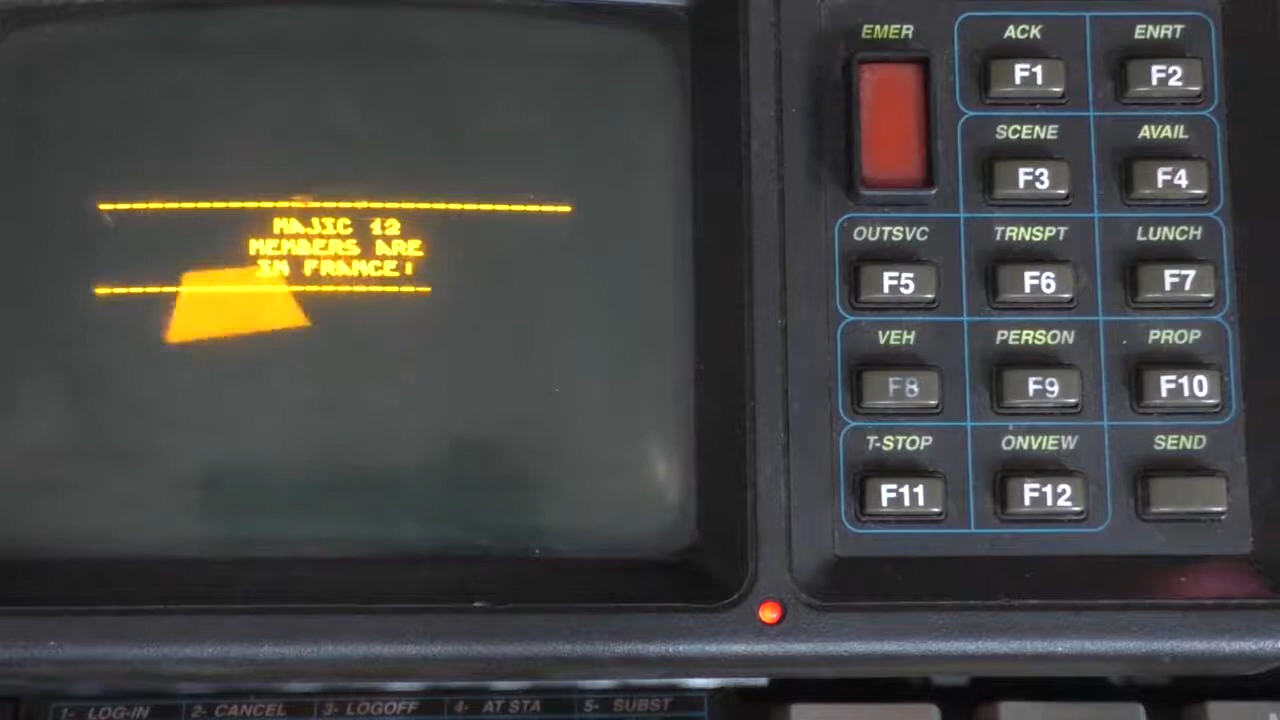 MAJIC 12
MEMBERS ARE
IN FRANCE!
EMER
ACK
ENRT
F1
F2
SCENE
AVAIL
F3
F4
OUTSVC
TRNSPT
LUNCH
F5
F6
F7
VEH
PERSON
PROP
F8
F9
F10
T-STOP
ONVIEW
SEND
F11
F12
1- LOG-IN
2- CANCEL
3- LOGOFF
4- AT STA
5- SUBST